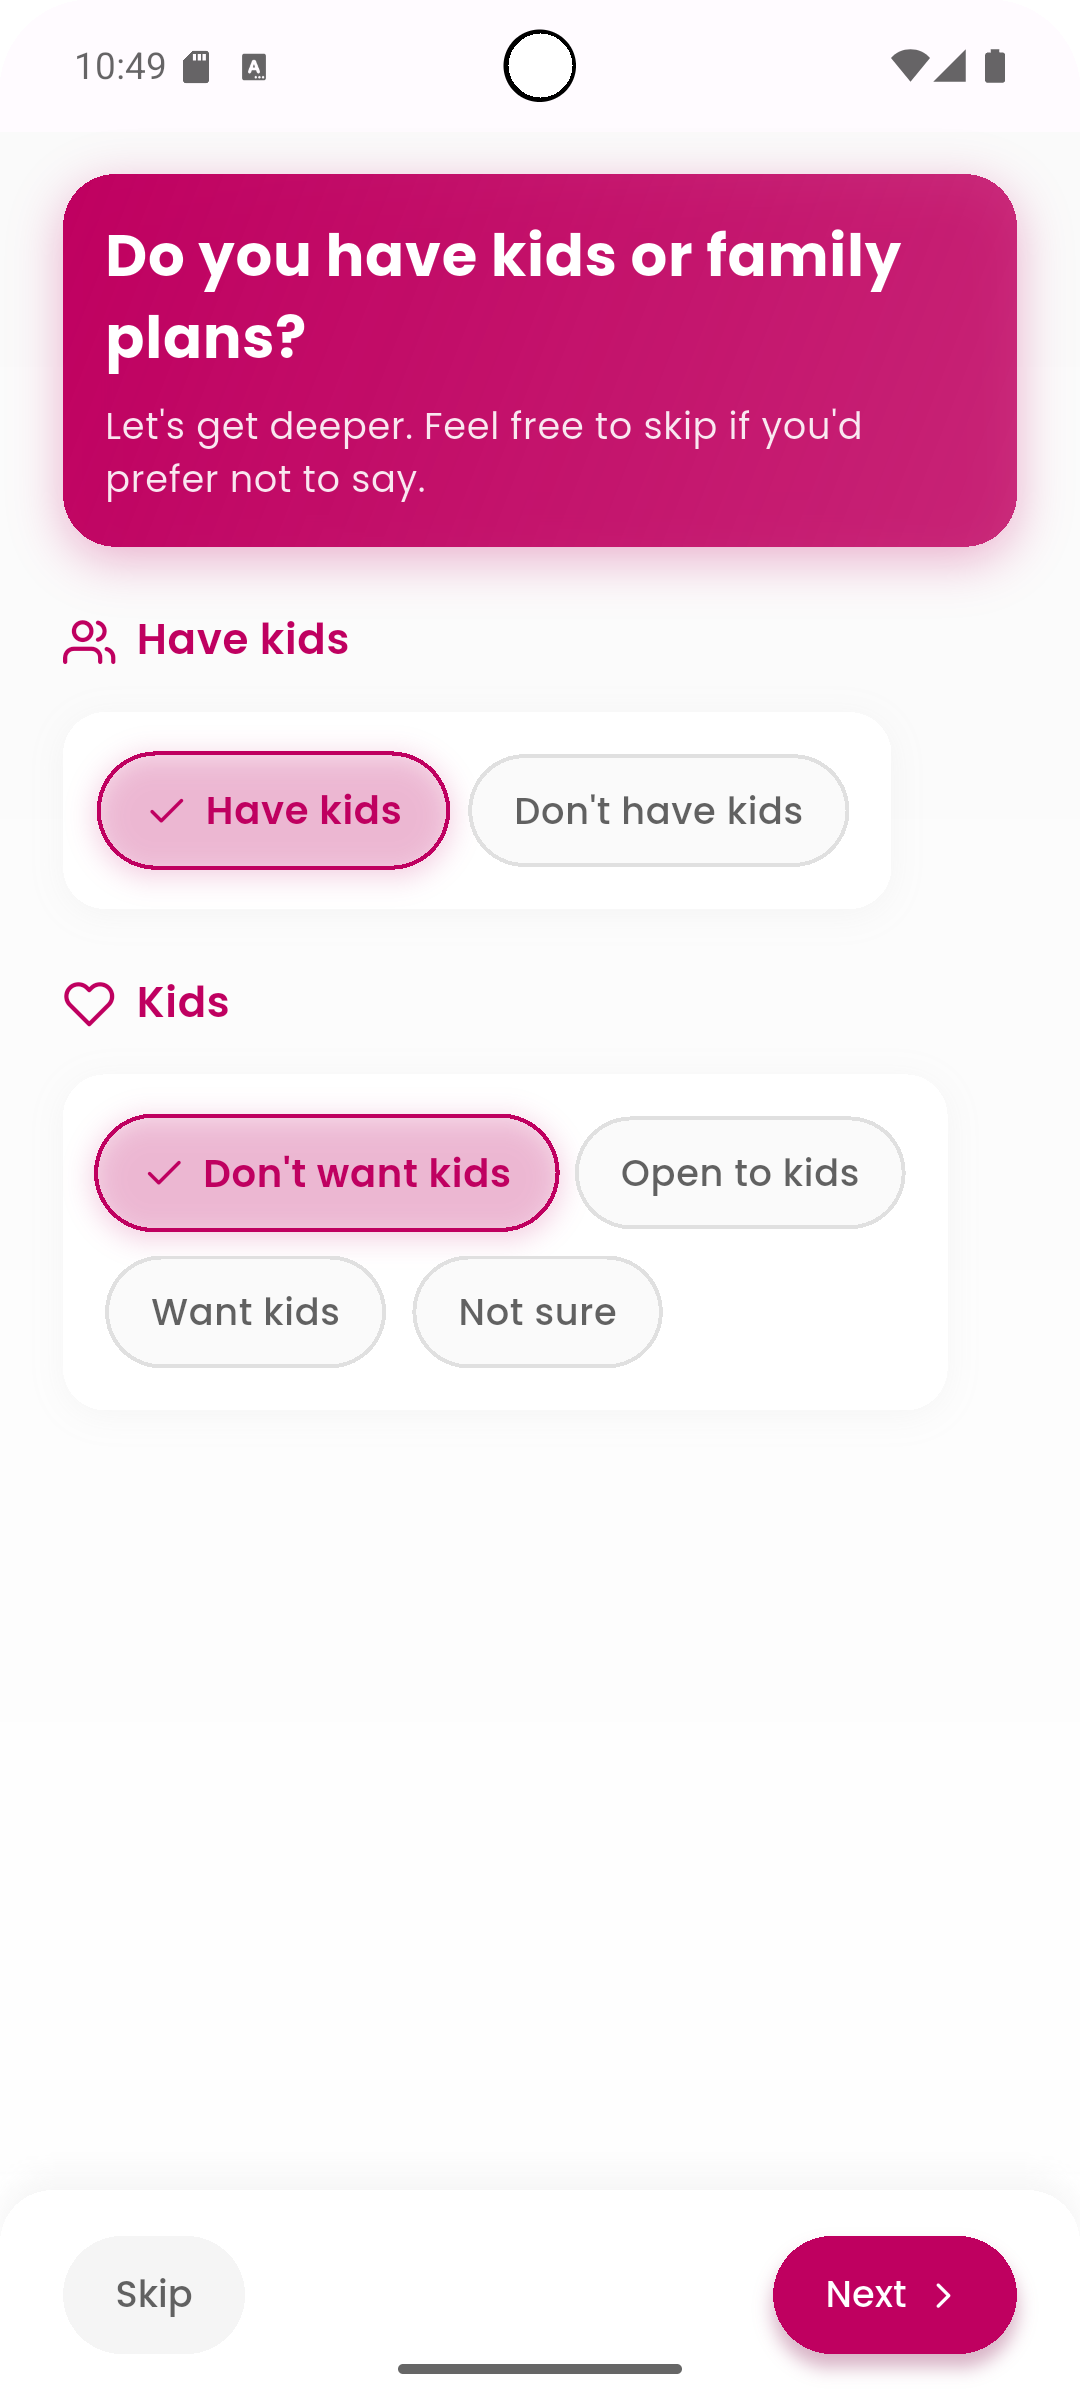 10:49
Do you have kids or family
plans?
Let's get deeper. Feel free to skip if you'd
prefer not to say.
Have kids
Have kids
Don't have kids
Kids
Don't want kids
Open to kids
Want kids
Not sure
Skip
Next